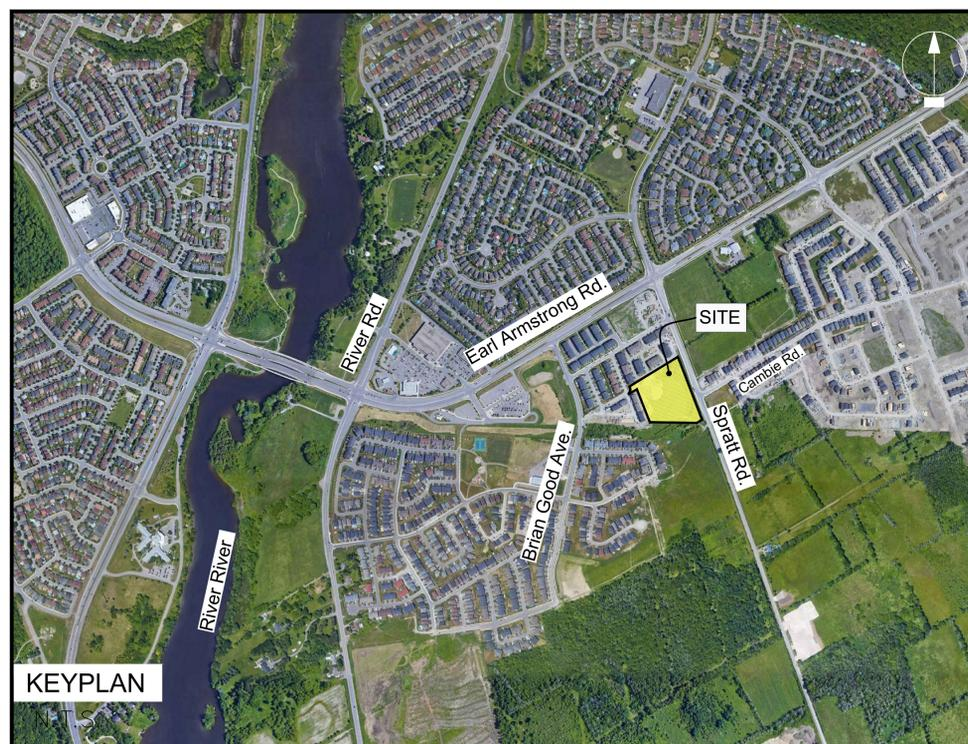 River Rd.
Earl Armstrong Rd.
SITE
Cambie Rd.
Spratt Rd.
Brian Good Ave.
River River
KEYPLAN
N.T.S